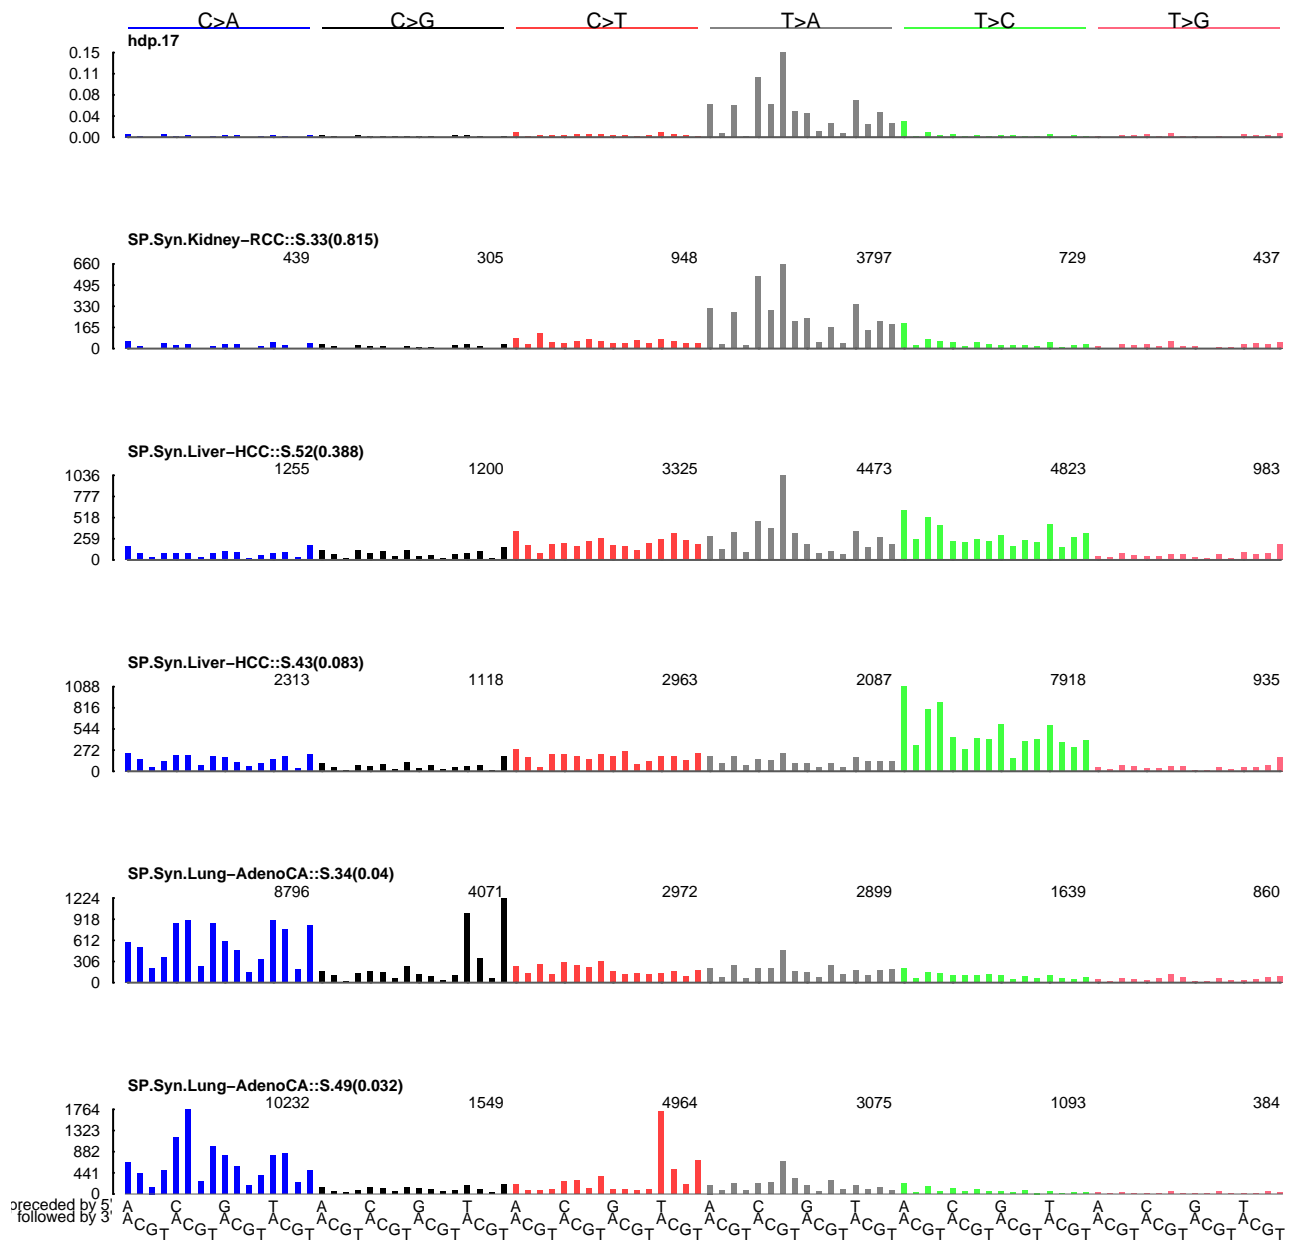 C>A C>G C>T T>A T>C T>G
hdp.17
0.15
0.11
0.08
0.04
0.00
SP.Syn.Kidney−RCC::S.33(0.815)
439 305 948 3797 729 437
660
495
330
165
0
SP.Syn.Liver−HCC::S.52(0.388)
1255 1200 3325 4473 4823 983
1036
777
518
259
0
SP.Syn.Liver−HCC::S.43(0.083)
2313 1118 2963 2087 7918 935
1088
816
544
272
0
SP.Syn.Lung−AdenoCA::S.34(0.04)
8796 4071 2972 2899 1639 860
1224
918
612
306
0
SP.Syn.Lung−AdenoCA::S.49(0.032)
10232 1549 4964 3075 1093 384
1764
1323
882
441
0
preceded by 5' A C G T A C G T A C G T A C G T A C G T A C G T
followed by 3' A C G T A C G T A C G T A C G T A C G T A C G T A C G T A C G T A C G T A C G T A C G T A C G T A C G T A C G T A C G T A C G T A C G T A C G T A C G T A C G T A C G T A C G T A C G T A C G T